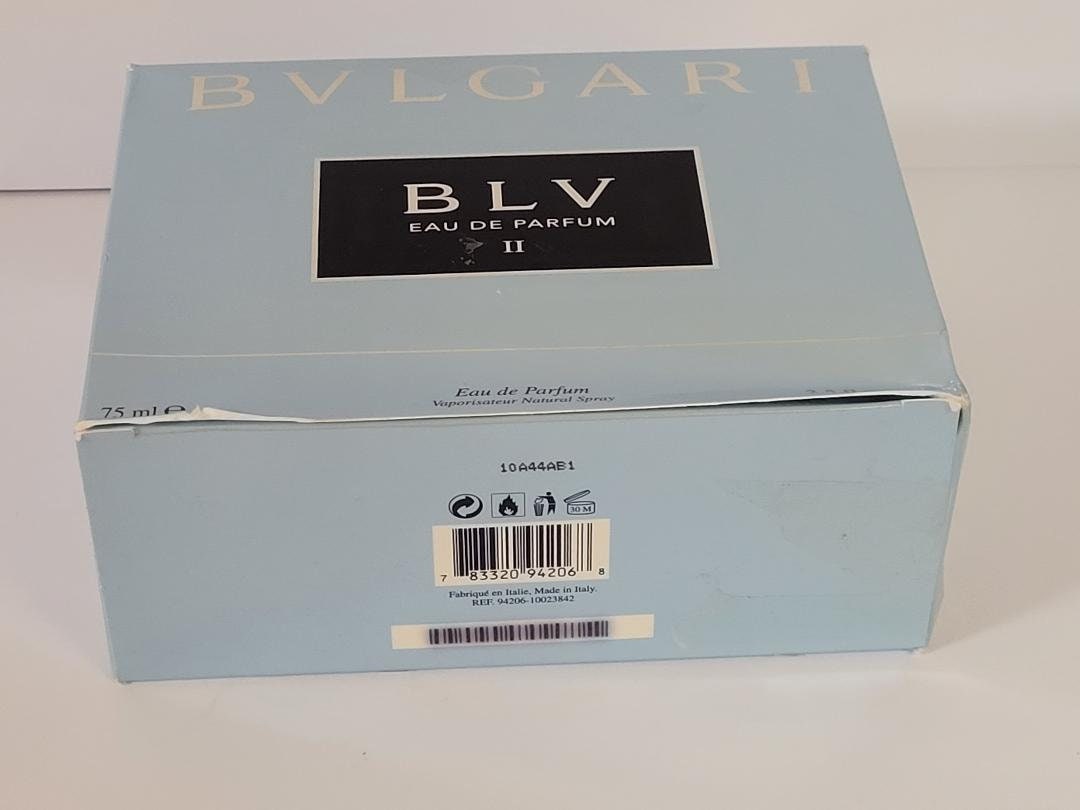 BVLGARI
BLV
EAU DE PARFUM
II
Eau de Parfum
Vaporisateur Natural Spray
75 ml ℮
10A44AB1
30 M
7 83320 94206 8
Fabriqué en Italie, Made in Italy.
REF. 94206-10023842